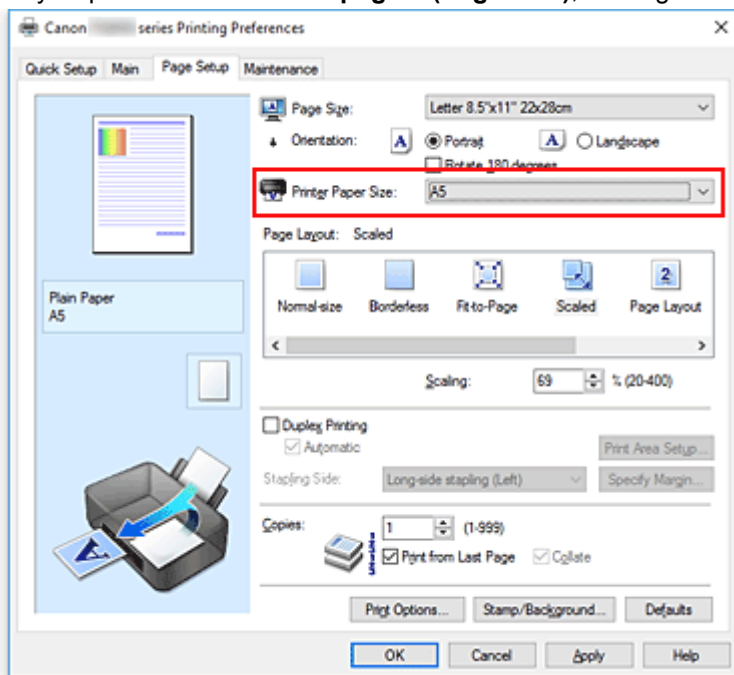 Canon series Printing Preferences
Quick Setup Main Page Setup Maintenance
Page Size: Letter 8.5"x11" 22x28cm
Orientation: A Portrait A Landscape
Rotate 180 degrees
Printer Paper Size: A5
Page Layout: Scaled
Normal-size Borderless Fit-to-Page Scaled Page Layout
Plain Paper
A5
Scaling: 69 % (20-400)
Duplex Printing
Automatic Print Area Setup...
Stapling Side: Long-side stapling (Left) Specify Margin...
Copies: 1 (1-999)
Print from Last Page Collate
Print Options... Stamp/Background... Defaults
OK Cancel Apply Help